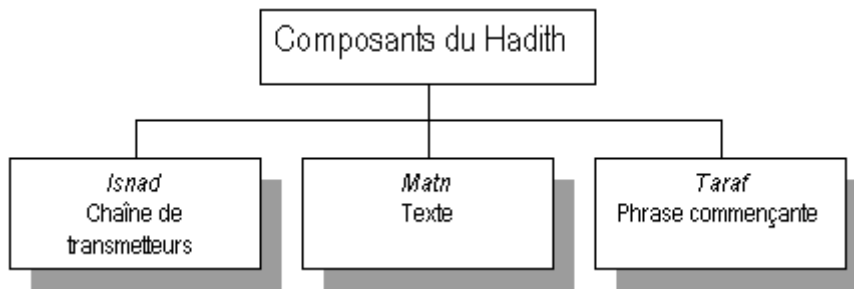 Composants du Hadith
Isnad
Chaîne de
transmetteurs
Matn
Texte
Taraf
Phrase commençante